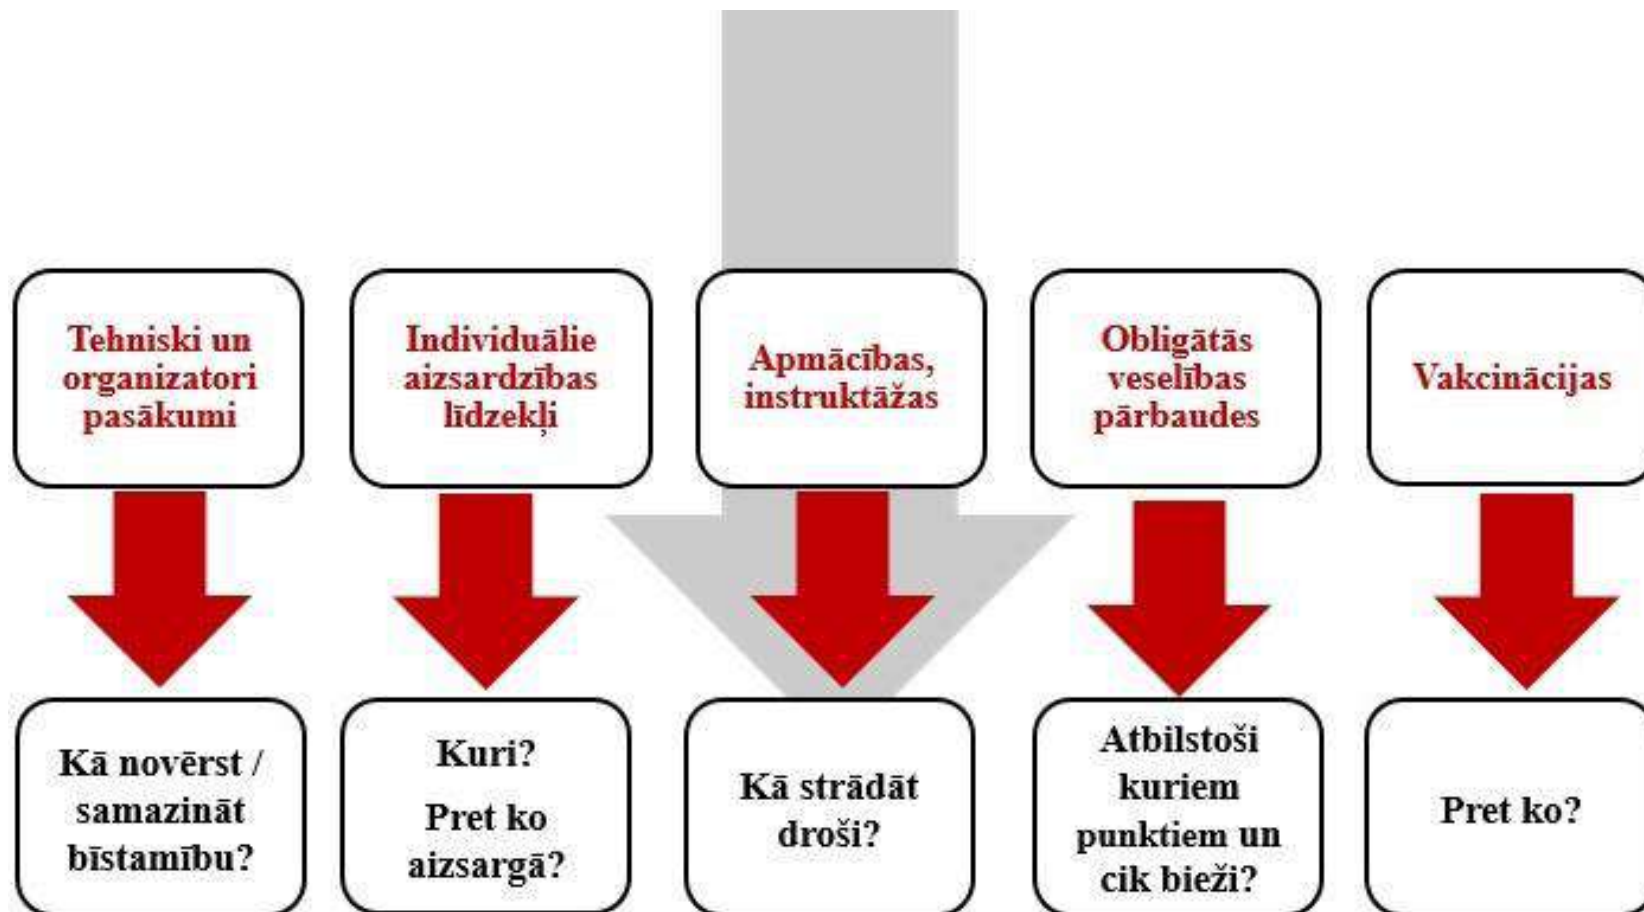 Tehniski un
organizatori
pasākumi
Individuālie
aizsardzības
līdzekļi
Apmācības,
instruktāžas
Obligātās
veselības
pārbaudes
Vakcinācijas
Kā novērst /
samazināt
bīstamību?
Kuri?
Pret ko
aizsargā?
Kā strādāt
droši?
Atbilstoši
kuriem
punktiem un
cik bieži?
Pret ko?